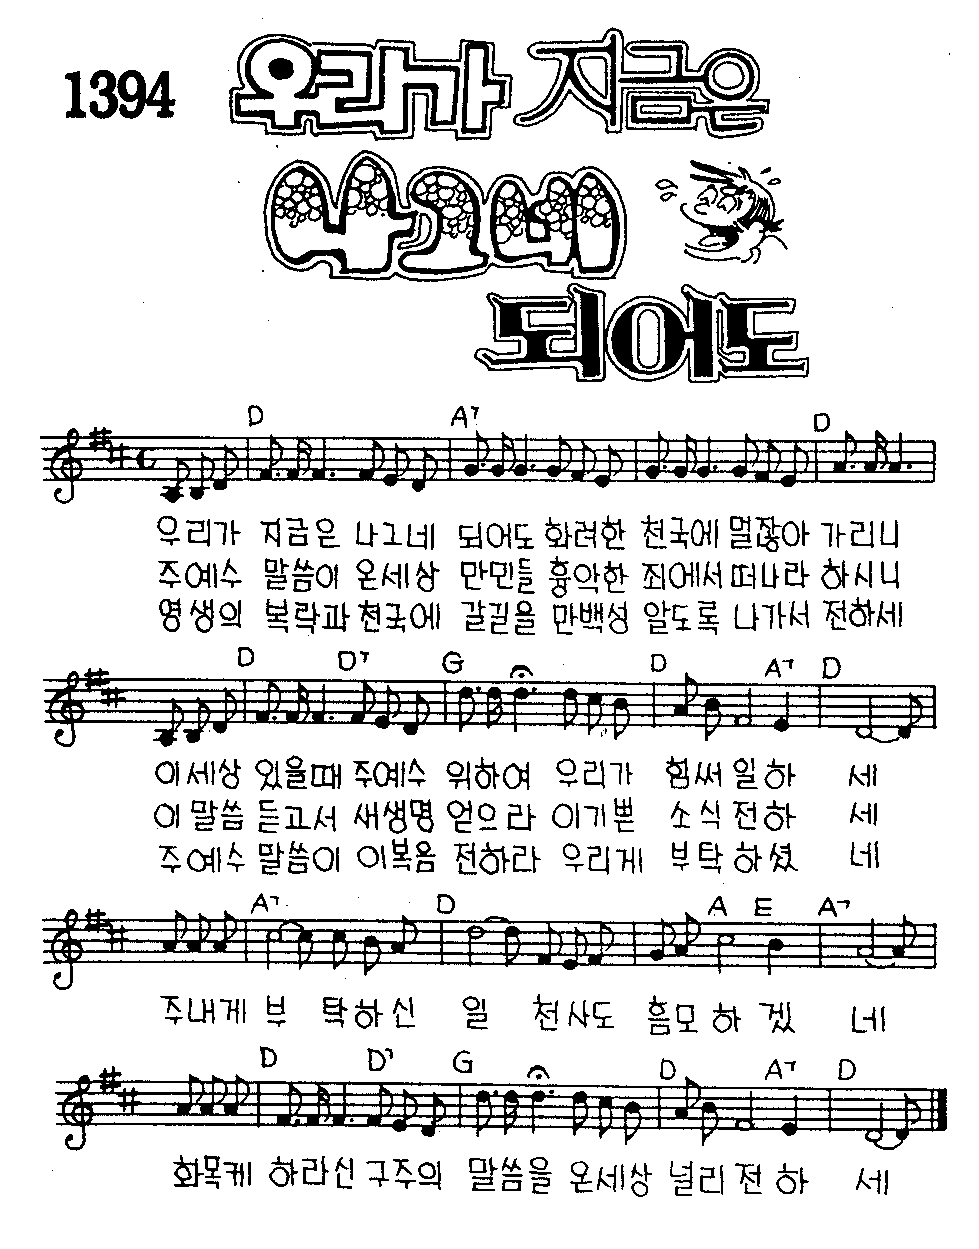 1394 우리가 지금은
나그네
되어도
D A7 D
우리가 지금은 나그네 되어도 화려한 천국에 멀잖아 가리니
주예수 말씀이 온세상 만민들 흉악한 죄에서 떠나라 하시니
영생의 복락과 천국에 갈길을 만백성 알도록 나가서 전하세
D D7 G D A7 D
이세상 있을때 주예수 위하여 우리가 힘써 일하 세
이 말씀 듣고서 새생명 얻으라 이기쁜 소식 전하 세
주예수 말씀이 이복음 전하라 우리게 부탁 하셨 네
A7 D A E A7
주내게 부 탁하신 일 천사도 흠모 하 겠 네
D D7 G D A7 D
화목케 하라신 구주의 말씀을 온세상 널리 전 하 세